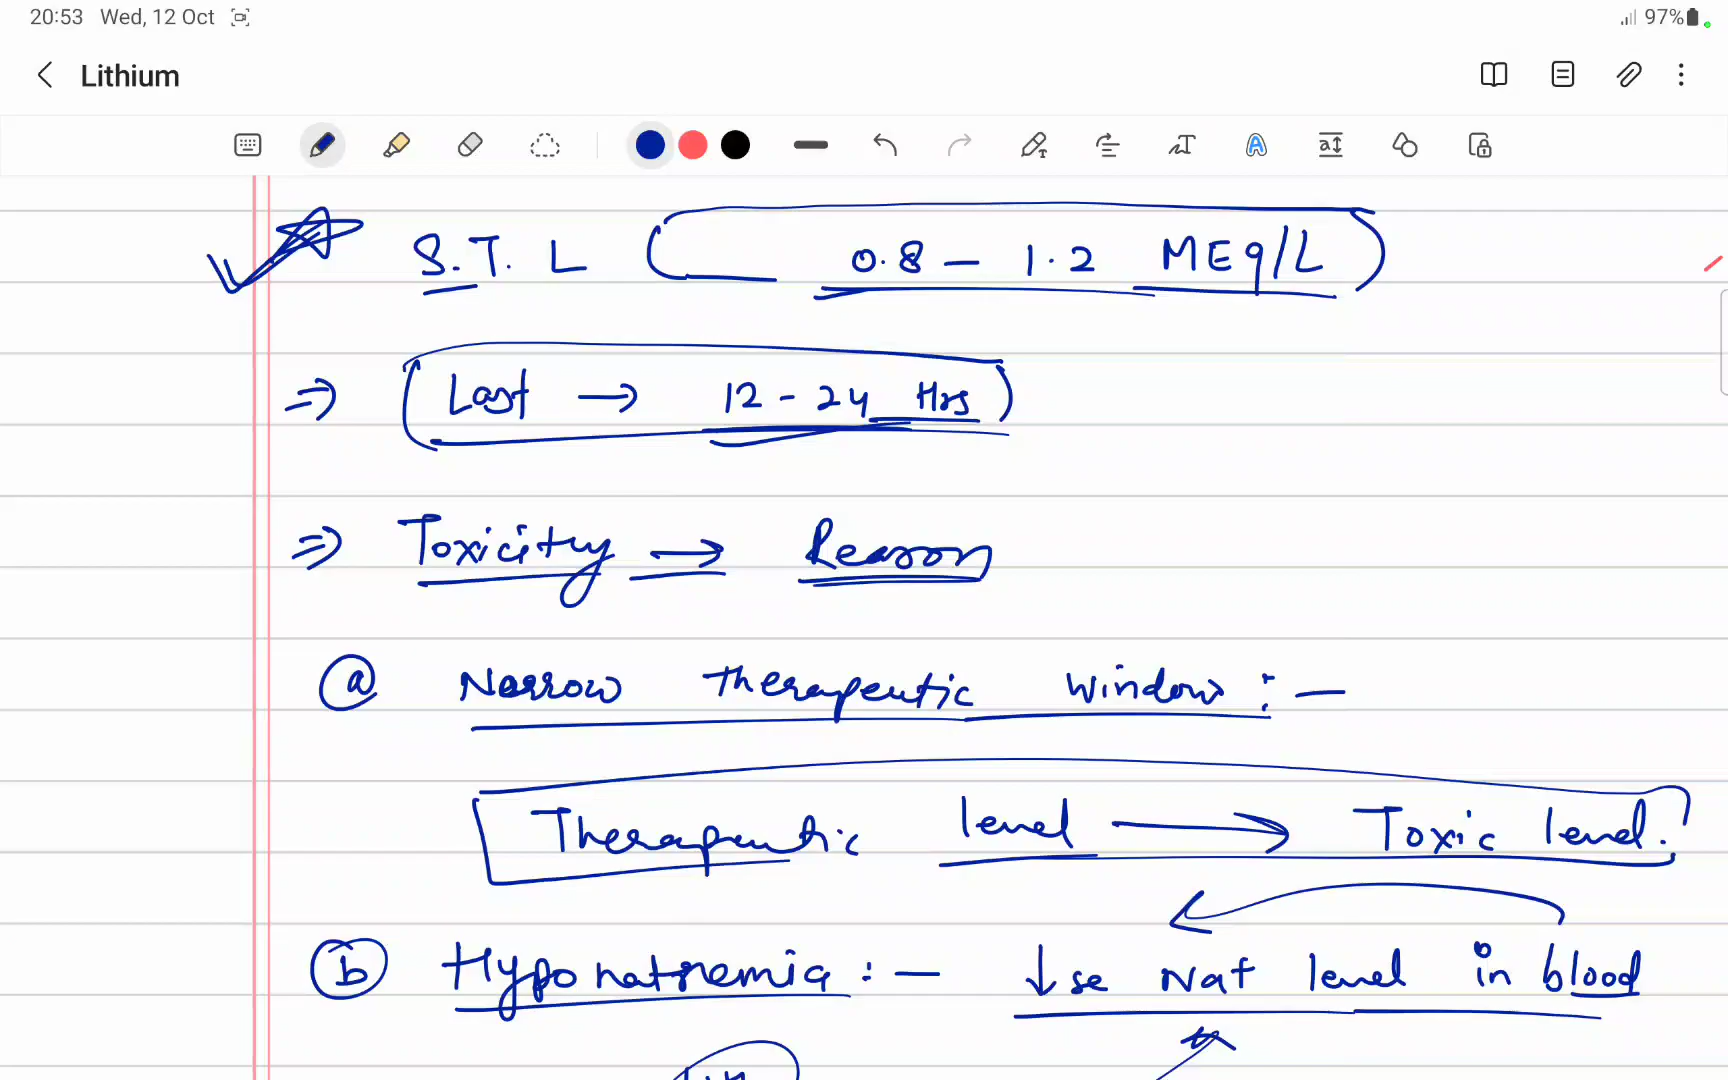 20:53 Wed, 12 Oct 97%
Lithium
S.T. L ( 0.8 - 1.2 MEq/L )
⇒ ( Last → 12 - 24 Hrs )
⇒ Toxicity → Reason
ⓐ Narrow therapeutic window : —
Therapeutic level → Toxic level.
ⓑ Hyponatremia : — ↓se Na+ level in blood